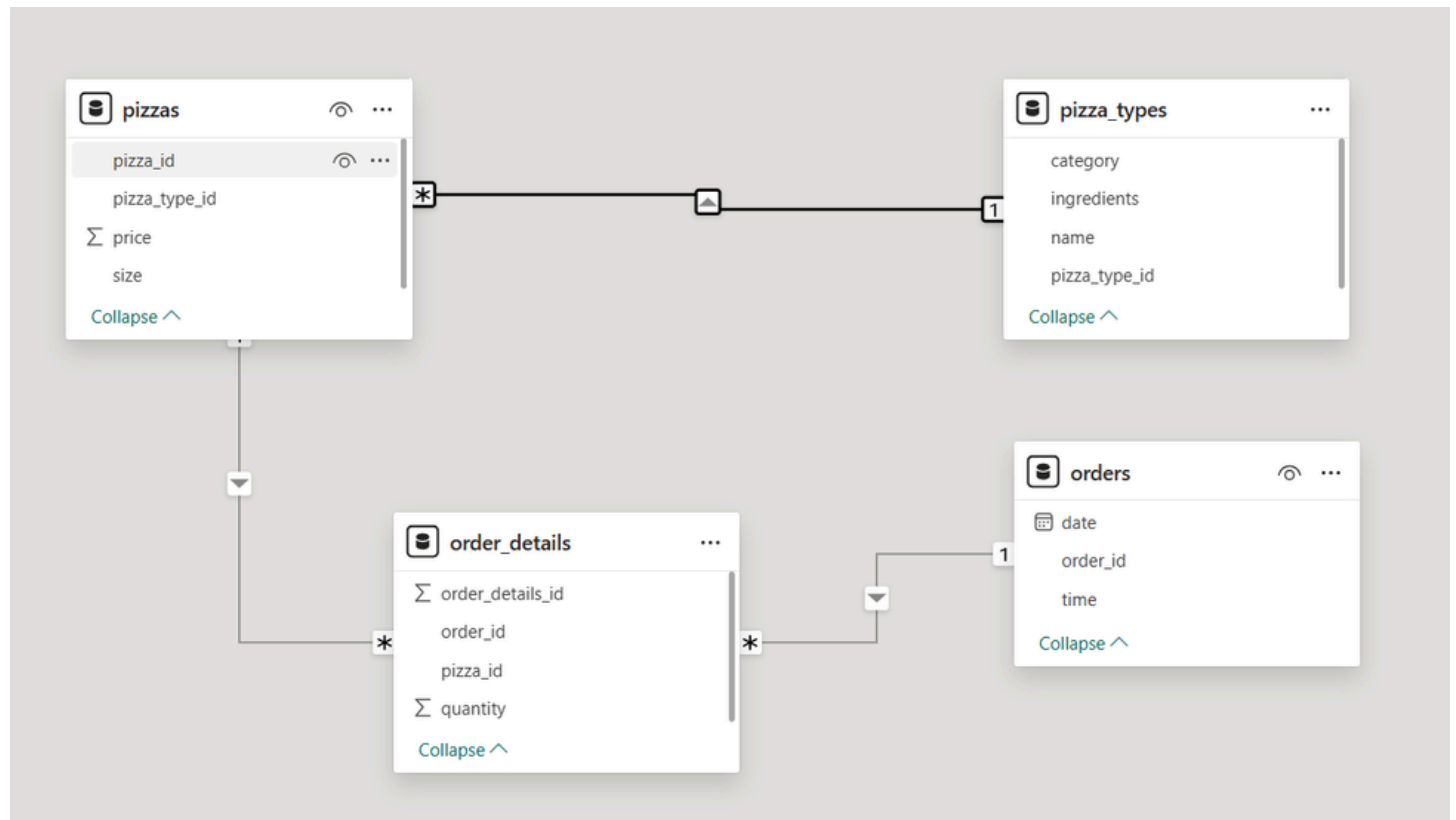 pizzas
pizza_id
pizza_type_id
price
size
Collapse
*
1
pizza_types
category
ingredients
name
pizza_type_id
Collapse
order_details
order_details_id
order_id
pizza_id
quantity
Collapse
*
*
1
orders
date
order_id
time
Collapse